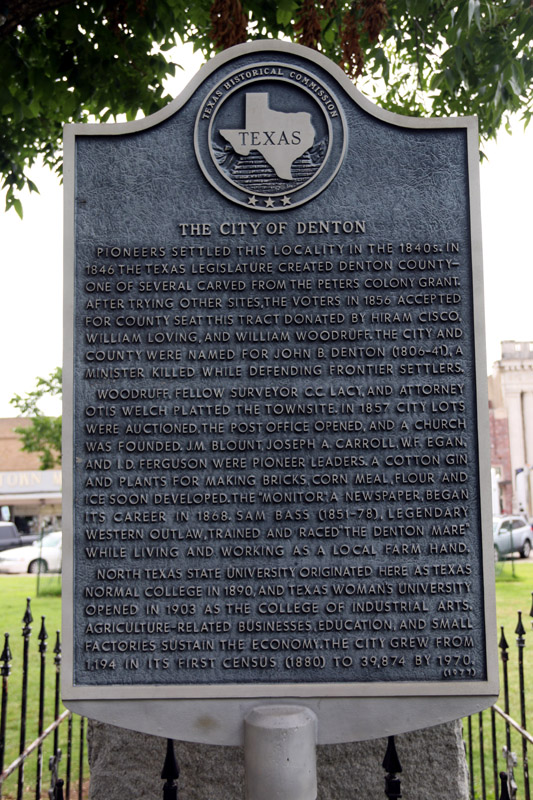 TEXAS HISTORICAL COMMISSION
TEXAS
THE CITY OF DENTON
PIONEERS SETTLED THIS LOCALITY IN THE 1840s. IN
1846 THE TEXAS LEGISLATURE CREATED DENTON COUNTY—
ONE OF SEVERAL CARVED FROM THE PETERS COLONY GRANT.
AFTER TRYING OTHER SITES, THE VOTERS IN 1856 ACCEPTED
FOR COUNTY SEAT THIS TRACT DONATED BY HIRAM CISCO,
WILLIAM LOVING, AND WILLIAM WOODRUFF. THE CITY AND
COUNTY WERE NAMED FOR JOHN B. DENTON (1806-41), A
MINISTER KILLED WHILE DEFENDING FRONTIER SETTLERS.
WOODRUFF, FELLOW SURVEYOR C.C. LACY, AND ATTORNEY
OTIS WELCH PLATTED THE TOWNSITE. IN 1857 CITY LOTS
WERE AUCTIONED, THE POST OFFICE OPENED, AND A CHURCH
WAS FOUNDED. J.M. BLOUNT, JOSEPH A. CARROLL, W.F. EGAN,
AND I.D. FERGUSON WERE PIONEER LEADERS. A COTTON GIN
AND PLANTS FOR MAKING BRICKS, CORN MEAL, FLOUR AND
ICE SOON DEVELOPED. THE "MONITOR", A NEWSPAPER, BEGAN
ITS CAREER IN 1868. SAM BASS (1851-78), LEGENDARY
WESTERN OUTLAW, TRAINED AND RACED "THE DENTON MARE"
WHILE LIVING AND WORKING AS A LOCAL FARM HAND.
NORTH TEXAS STATE UNIVERSITY ORIGINATED HERE AS TEXAS
NORMAL COLLEGE IN 1890, AND TEXAS WOMAN'S UNIVERSITY
OPENED IN 1903 AS THE COLLEGE OF INDUSTRIAL ARTS.
AGRICULTURE-RELATED BUSINESSES, EDUCATION, AND SMALL
FACTORIES SUSTAIN THE ECONOMY. THE CITY GREW FROM
1,194 IN ITS FIRST CENSUS (1880) TO 39,874 BY 1970.
(1977)